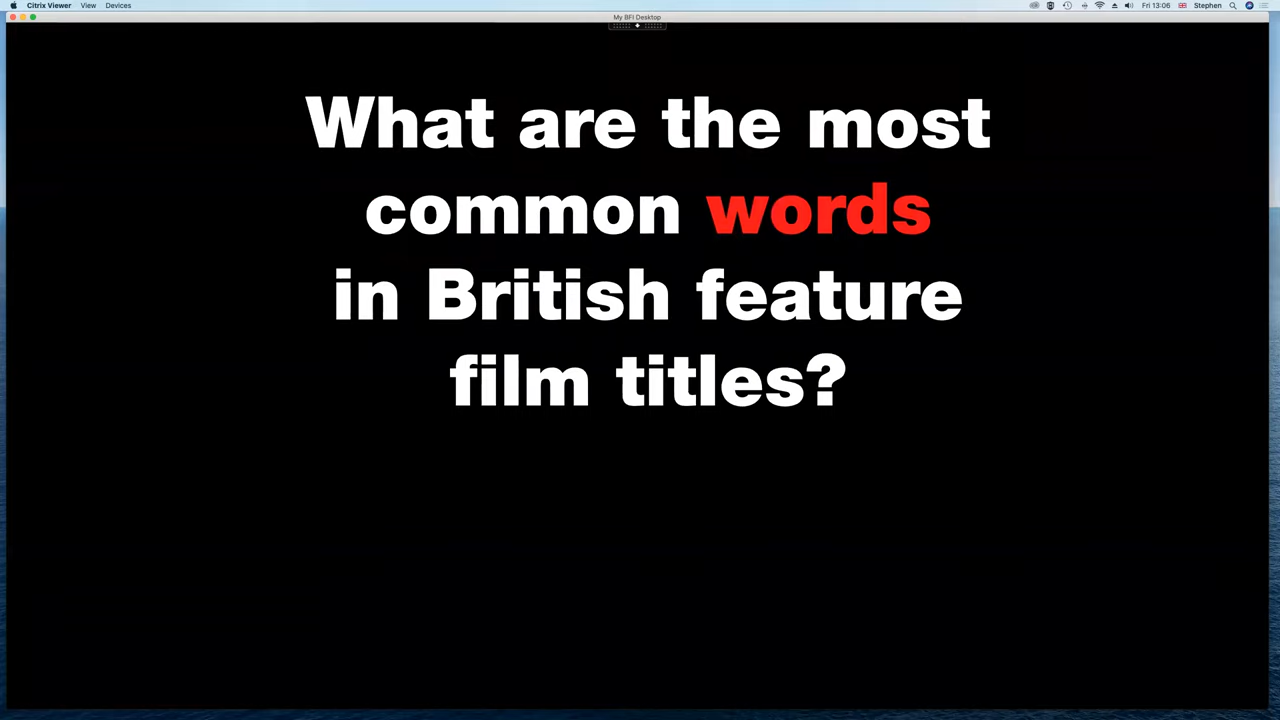 Citrix Viewer View Devices Fri 13:06 Stephen
My BFI Desktop
What are the most
common words
in British feature
film titles?